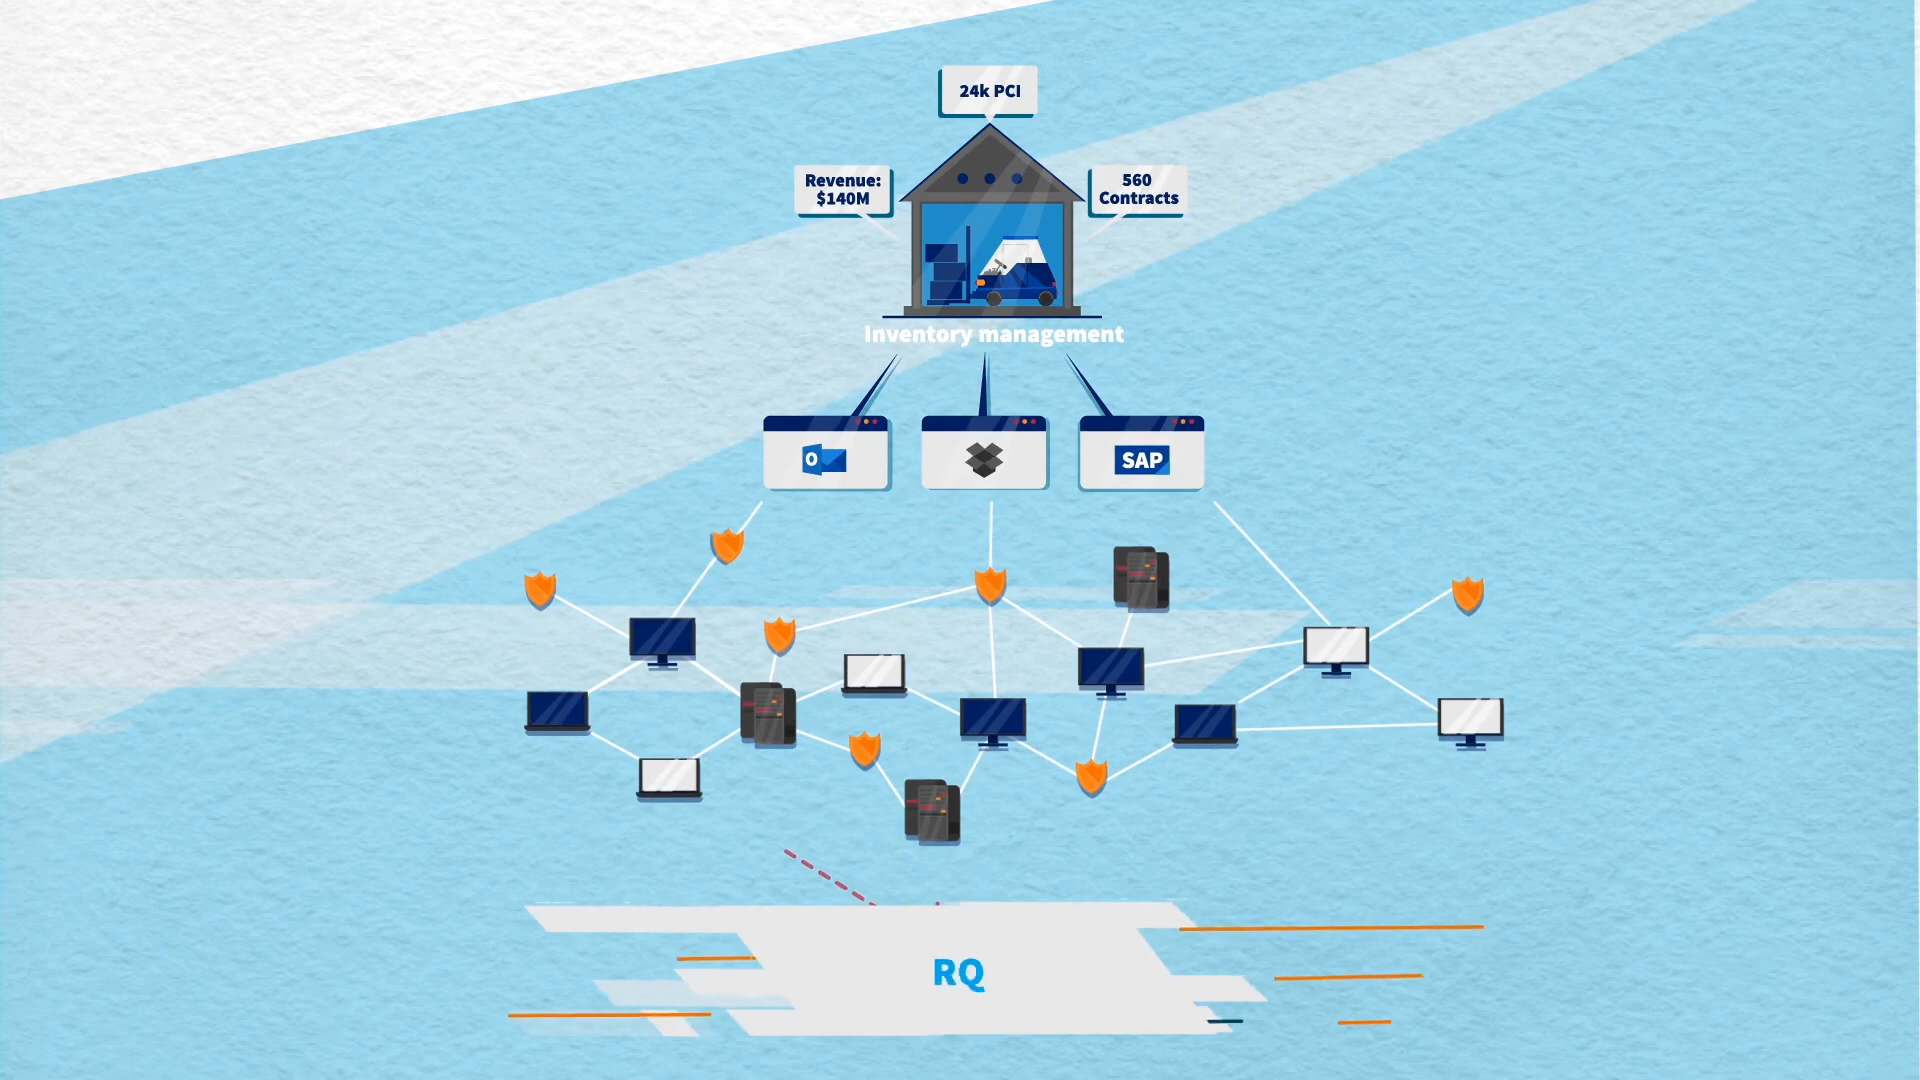 24k PCI
Revenue:
$140M
560
Contracts
Inventory management
O
SAP
RQ